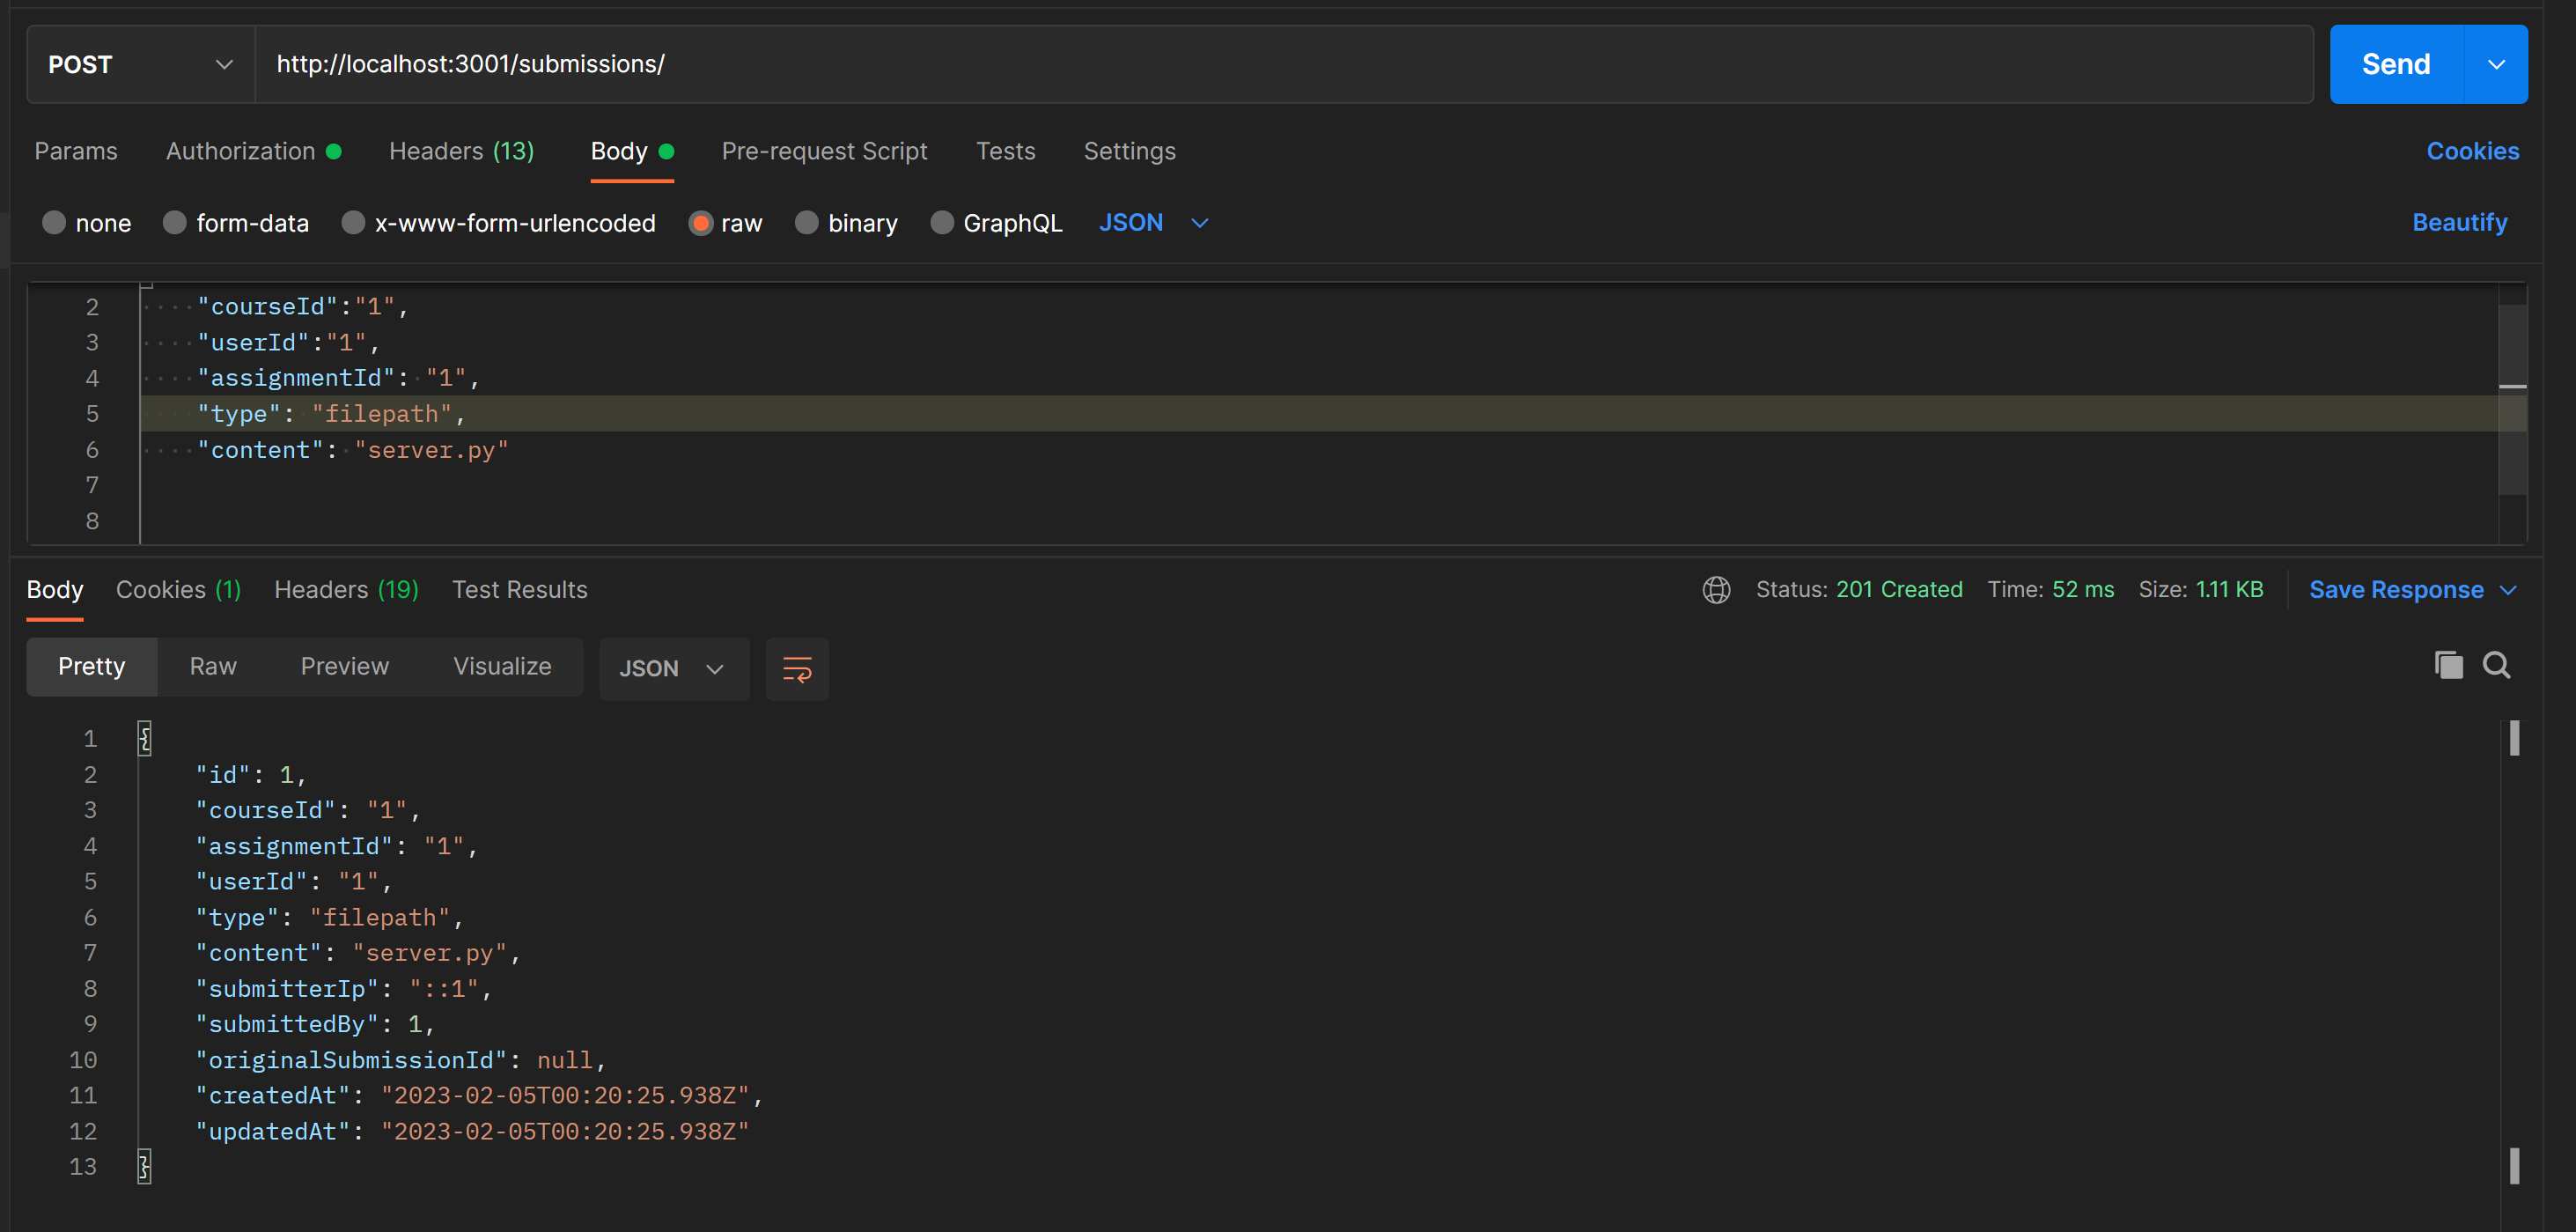 POST http://localhost:3001/submissions/ Send
Params Authorization Headers (13) Body Pre-request Script Tests Settings Cookies
none form-data x-www-form-urlencoded raw binary GraphQL JSON Beautify
2 "courseId":"1",
3 "userId":"1",
4 "assignmentId": "1",
5 "type": "filepath",
6 "content": "server.py"
7
8
Body Cookies (1) Headers (19) Test Results Status: 201 Created Time: 52 ms Size: 1.11 KB Save Response
Pretty Raw Preview Visualize JSON
1 {
2 "id": 1,
3 "courseId": "1",
4 "assignmentId": "1",
5 "userId": "1",
6 "type": "filepath",
7 "content": "server.py",
8 "submitterIp": "::1",
9 "submittedBy": 1,
10 "originalSubmissionId": null,
11 "createdAt": "2023-02-05T00:20:25.938Z",
12 "updatedAt": "2023-02-05T00:20:25.938Z"
13 }